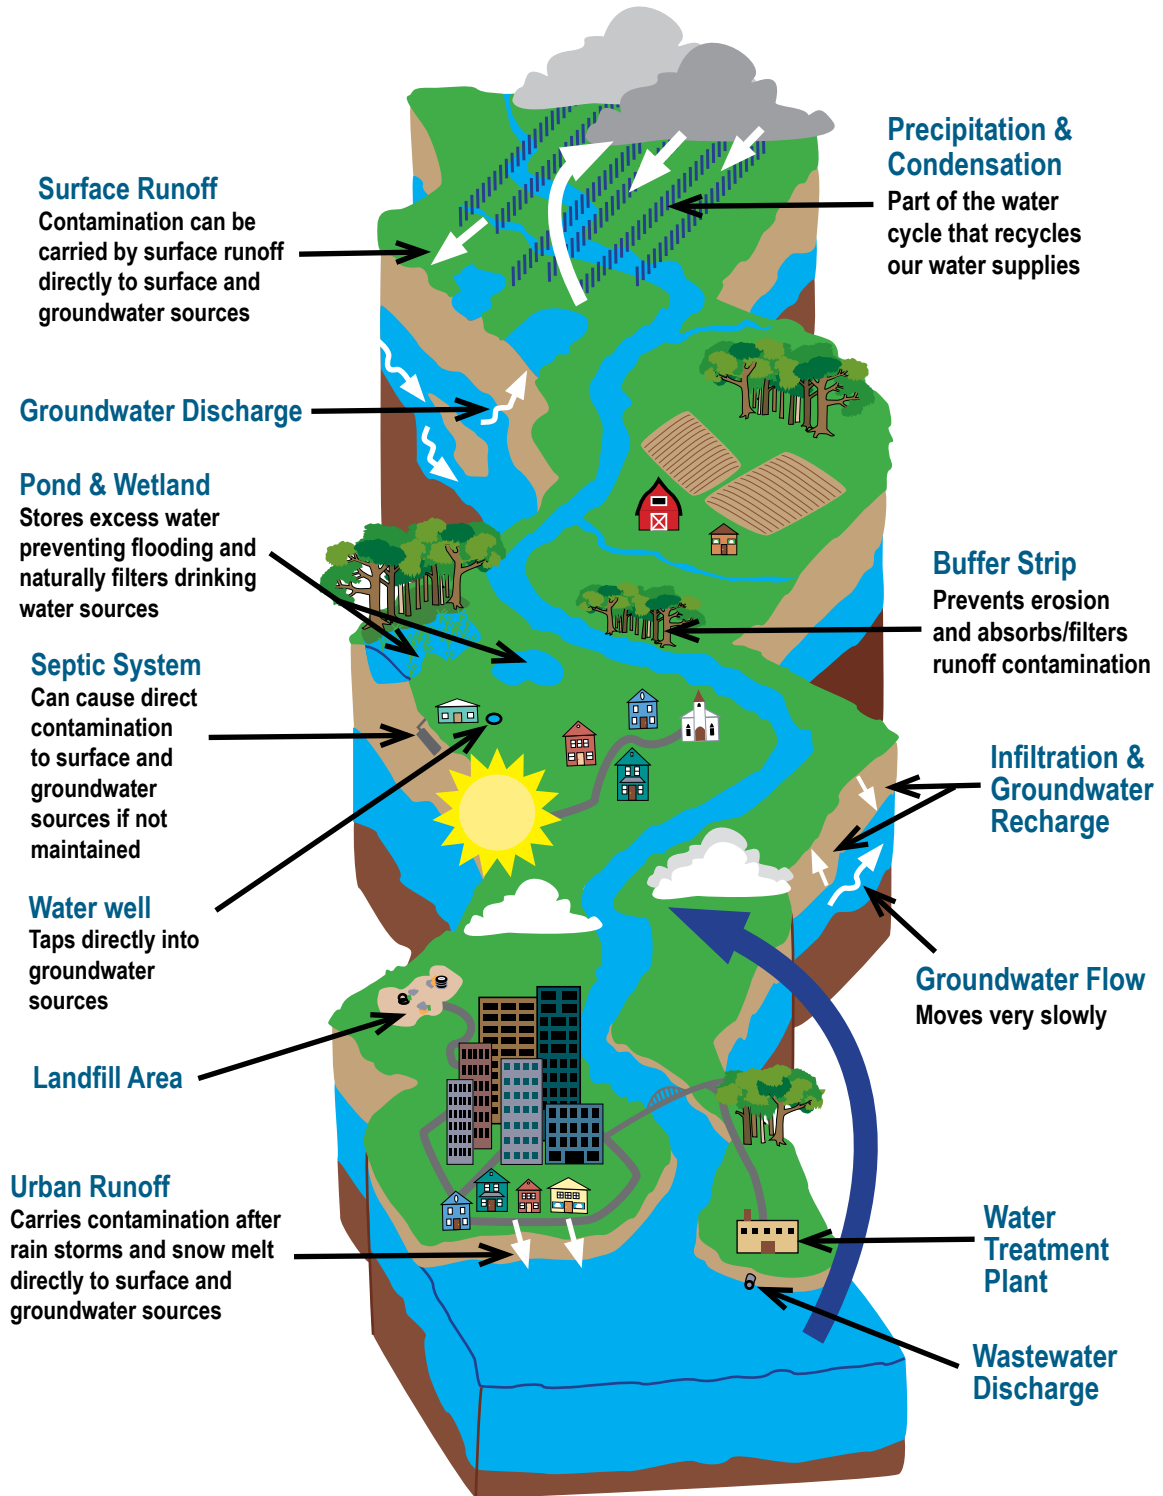 Precipitation &
Condensation
Part of the water
cycle that recycles
our water supplies
Surface Runoff
Contamination can be
carried by surface runoff
directly to surface and
groundwater sources
Groundwater Discharge
Pond & Wetland
Stores excess water
preventing flooding and
naturally filters drinking
water sources
Buffer Strip
Prevents erosion
and absorbs/filters
runoff contamination
Septic System
Can cause direct
contamination
to surface and
groundwater
sources if not
maintained
Infiltration &
Groundwater
Recharge
Water well
Taps directly into
groundwater
sources
Groundwater Flow
Moves very slowly
Landfill Area
Urban Runoff
Carries contamination after
rain storms and snow melt
directly to surface and
groundwater sources
Water
Treatment
Plant
Wastewater
Discharge